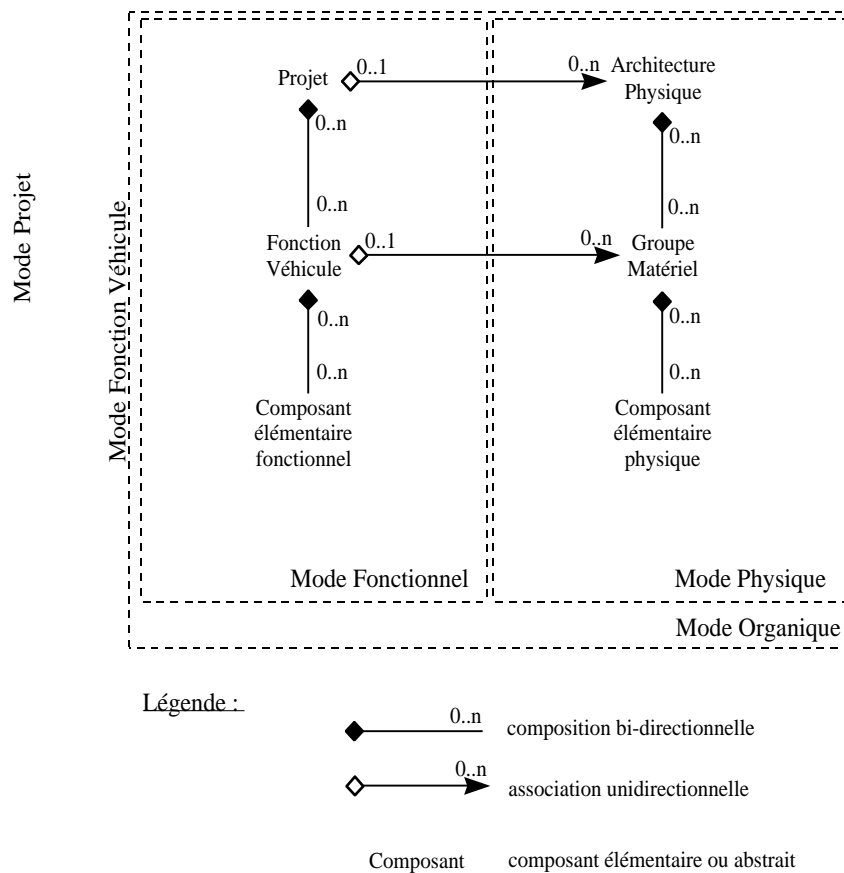 0..1
0..n
Projet
Architecture
Physique
0..n
0..n
0..n
0..n
Fonction
Véhicule
0..1
0..n
Groupe
Matériel
0..n
0..n
0..n
0..n
Composant
élémentaire
fonctionnel
Composant
élémentaire
physique
Mode Projet
Mode Fonction Véhicule
Mode Fonctionnel
Mode Physique
Mode Organique
Légende :
0..n
composition bi-directionnelle
0..n
association unidirectionnelle
Composant
composant élémentaire ou abstrait